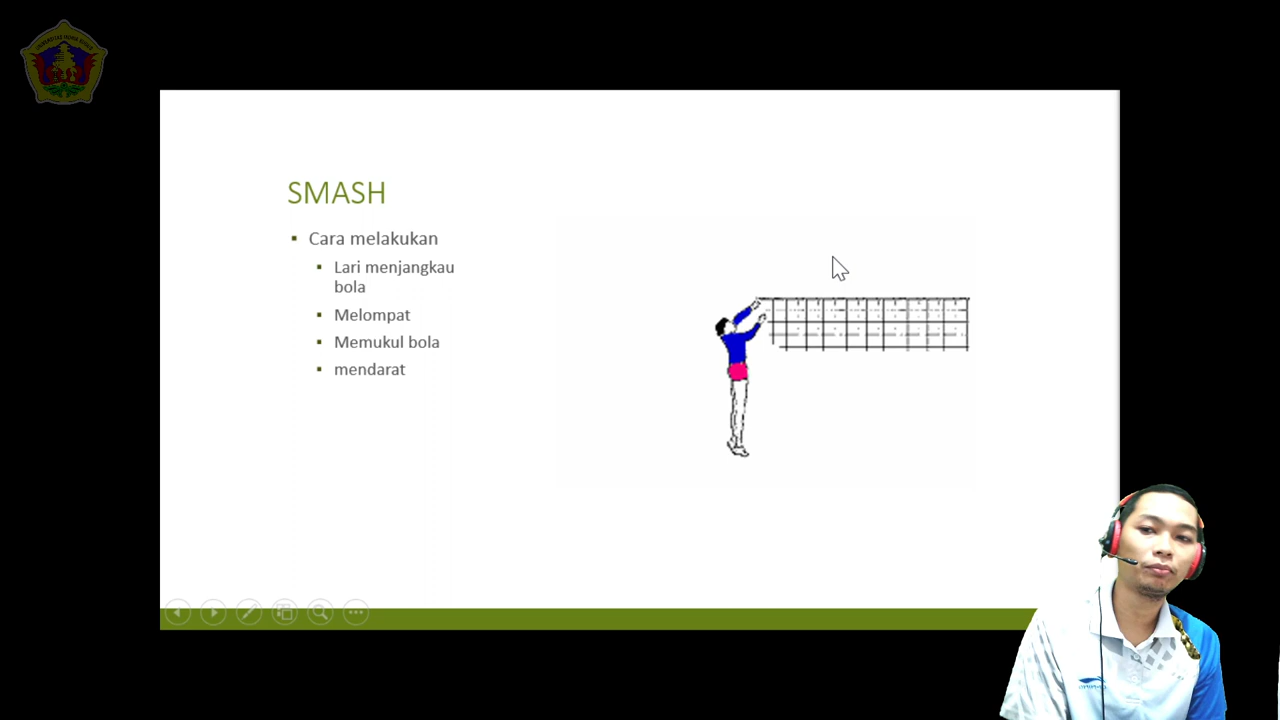 SMASH
Cara melakukan
Lari menjangkau
bola
Melompat
Memukul bola
mendarat